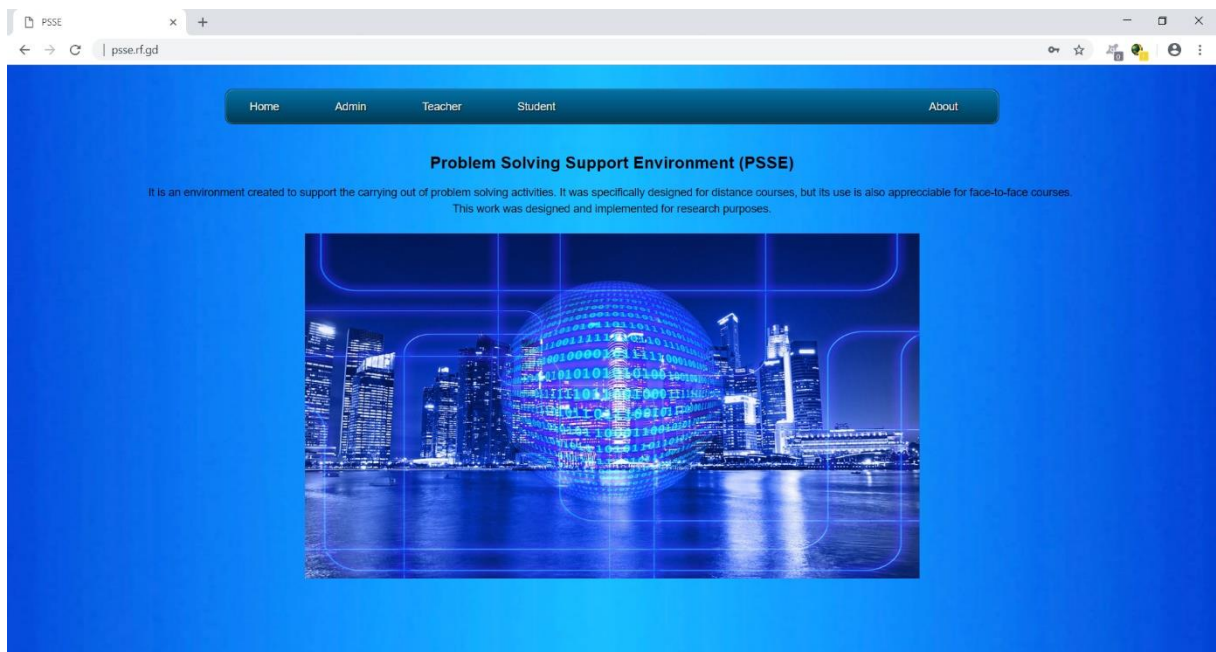 PSSE
psse.rf.gd
Home Admin Teacher Student About
Problem Solving Support Environment (PSSE)
It is an environment created to support the carrying out of problem solving activities. It was specifically designed for distance courses, but its use is also apprecciable for face-to-face courses.
This work was designed and implemented for research purposes.